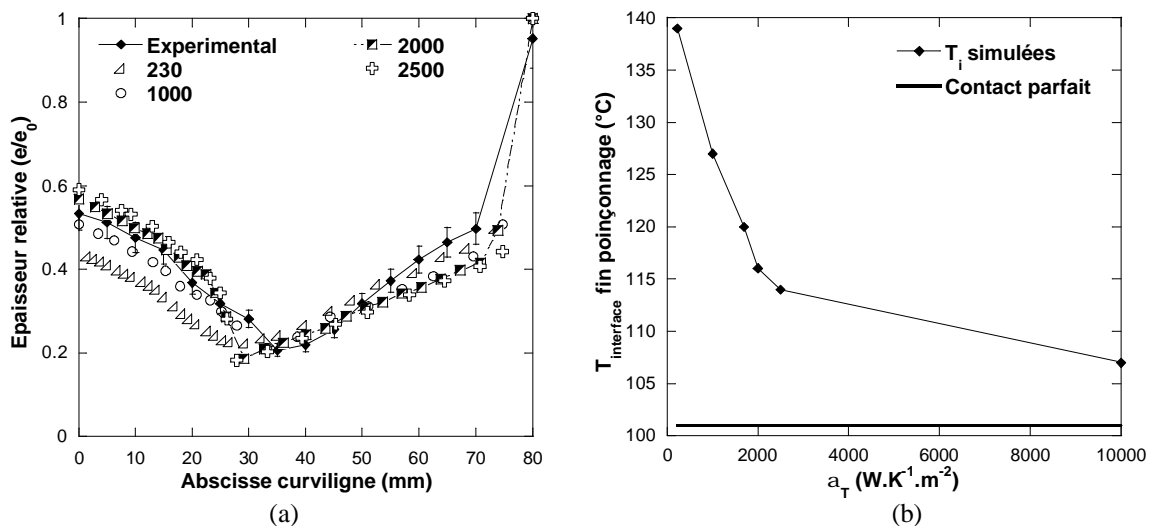 Experimental
230
1000
2000
2500
Epaisseur relative (e/e0)
1
0.8
0.6
0.4
0.2
0
0 10 20 30 40 50 60 70 80
Abscisse curviligne (mm)
(a)
Ti simulées
Contact parfait
Tinterface fin poinçonnage (°C)
140
135
130
125
120
115
110
105
100
0 2000 4000 6000 8000 10000
aT (W.K-1.m-2)
(b)